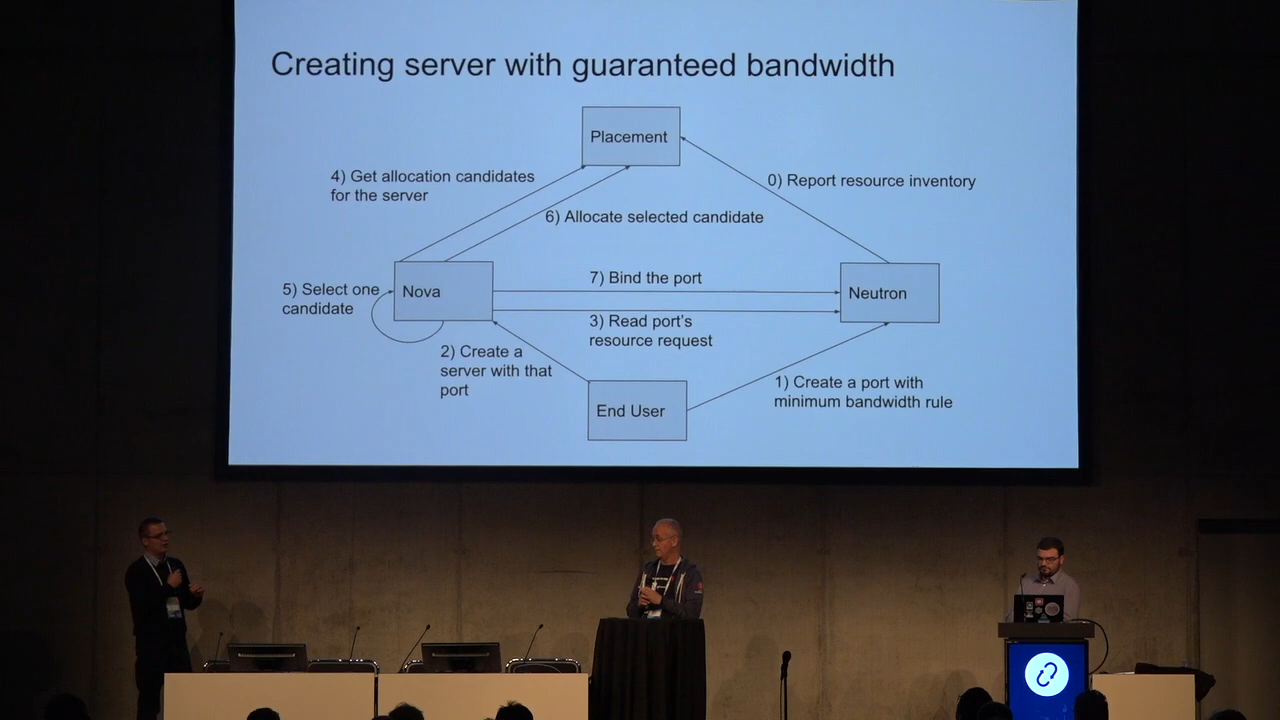 Creating server with guaranteed bandwidth
Placement
4) Get allocation candidates
for the server
0) Report resource inventory
6) Allocate selected candidate
5) Select one
candidate
Nova
7) Bind the port
Neutron
3) Read port's
resource request
2) Create a
server with that
port
1) Create a port with
minimum bandwidth rule
End User